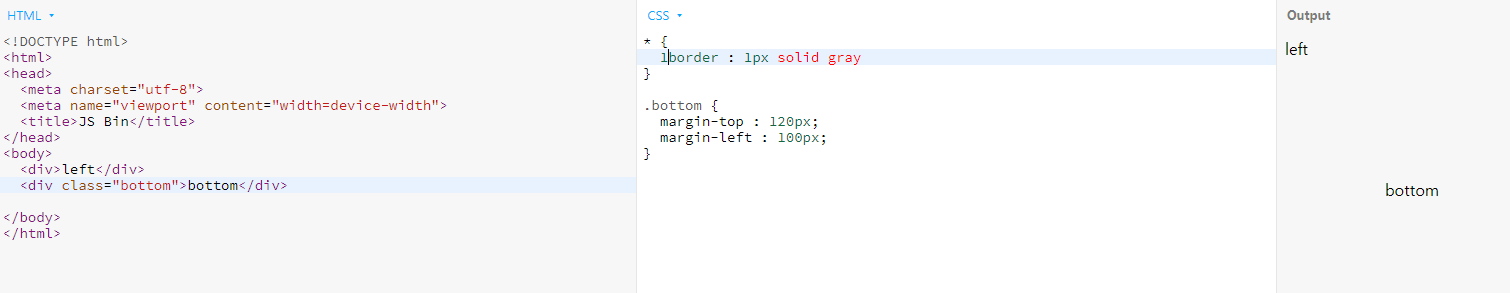 HTML
<!DOCTYPE html>
<html>
<head>
  <meta charset="utf-8">
  <meta name="viewport" content="width=device-width">
  <title>JS Bin</title>
</head>
<body>
  <div>left</div>
  <div class="bottom">bottom</div>
</body>
</html>
CSS
* {
  lborder : 1px solid gray
}
.bottom {
  margin-top : 120px;
  margin-left : 100px;
}
Output
left
bottom